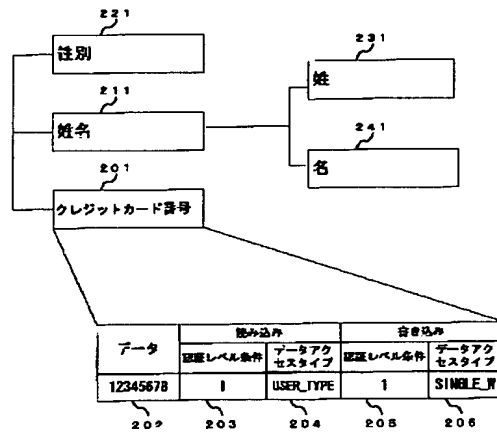 221
性別
211
姓名
201
クレジットカード番号
231
姓
241
名
データ
読み込み
書き込み
認証レベル条件
データアクセスタイプ
認証レベル条件
データアクセスタイプ
12345678
USER_TYPE
1
SINGLE_W
202
203
204
205
206